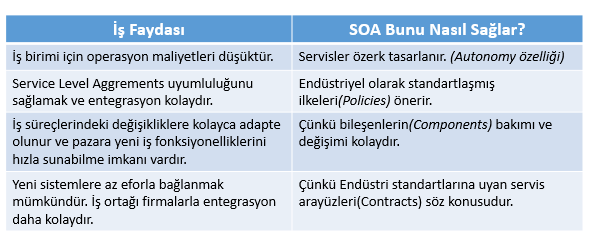 İş Faydası
SOA Bunu Nasıl Sağlar?
İş birimi için operasyon maliyetleri düşüktür.
Servisler özerk tasarlanır. (Autonomy özelliği)
Service Level Aggrements uyumluluğunu
sağlamak ve entegrasyon kolaydır.
Endüstriyel olarak standartlaşmış
ilkeleri(Policies) önerir.
İş süreçlerindeki değişikliklere kolayca adapte
olunur ve pazara yeni iş fonksiyonelliklerini
hızla sunabilme imkanı vardır.
Çünkü bileşenlerin(Components) bakımı ve
değişimi kolaydır.
Yeni sistemlere az eforla bağlanmak
mümkündür. İş ortağı firmalarla entegrasyon
daha kolaydır.
Çünkü Endüstri standartlarına uyan servis
arayüzleri(Contracts) söz konusudur.